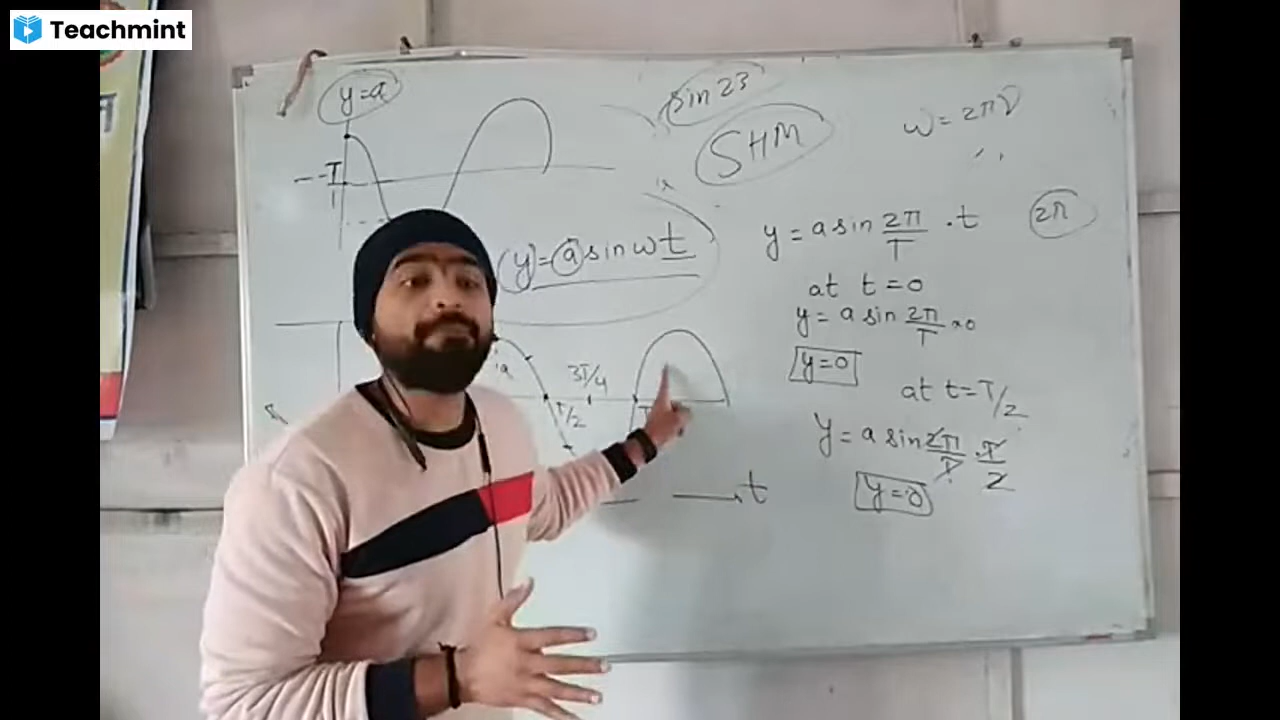 Teachmint
y=a
sin 23
SHM
ω = 2πν
y = a sin ωt
y = a sin 2π/T . t
2π
at t=0
y = a sin 2π/T ×0
y=0
at t=T/2
y = a sin 2π/T . T/2
y=0
a
T/2
3T/4
t